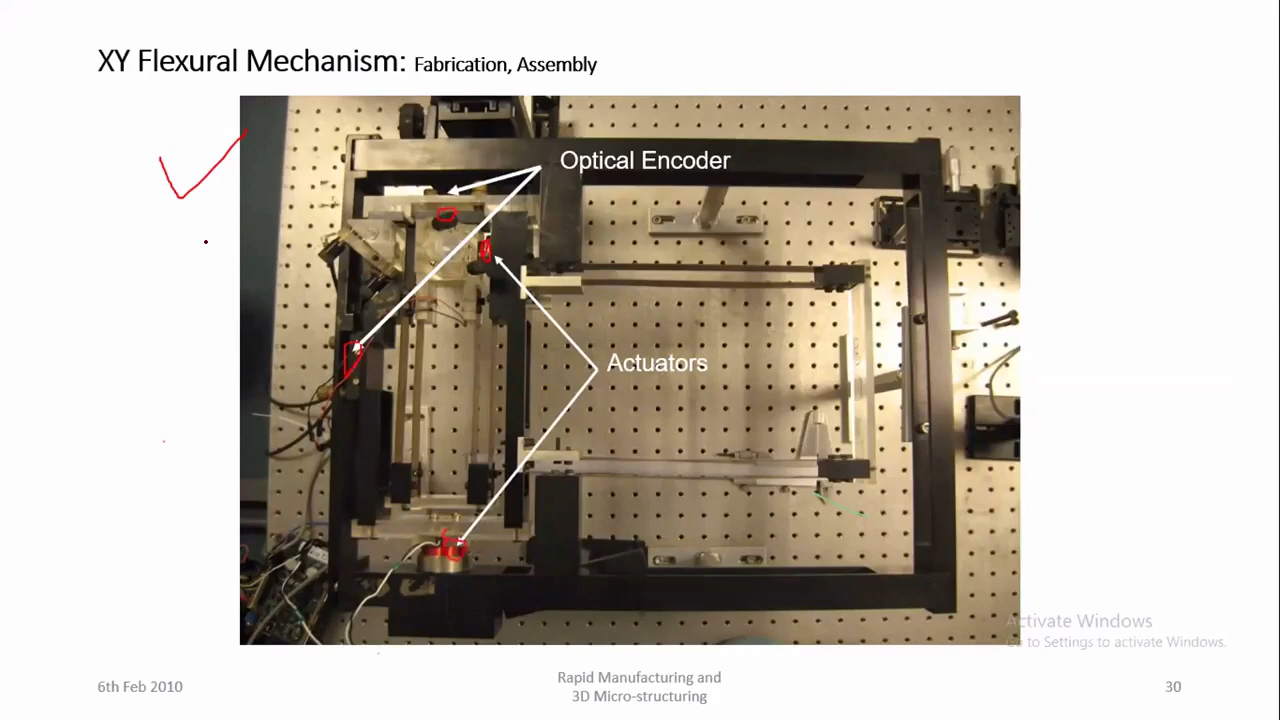 XY Flexural Mechanism: Fabrication, Assembly
Optical Encoder
Actuators
Activate Windows
Go to Settings to activate Windows.
6th Feb 2010
Rapid Manufacturing and
3D Micro-structuring
30